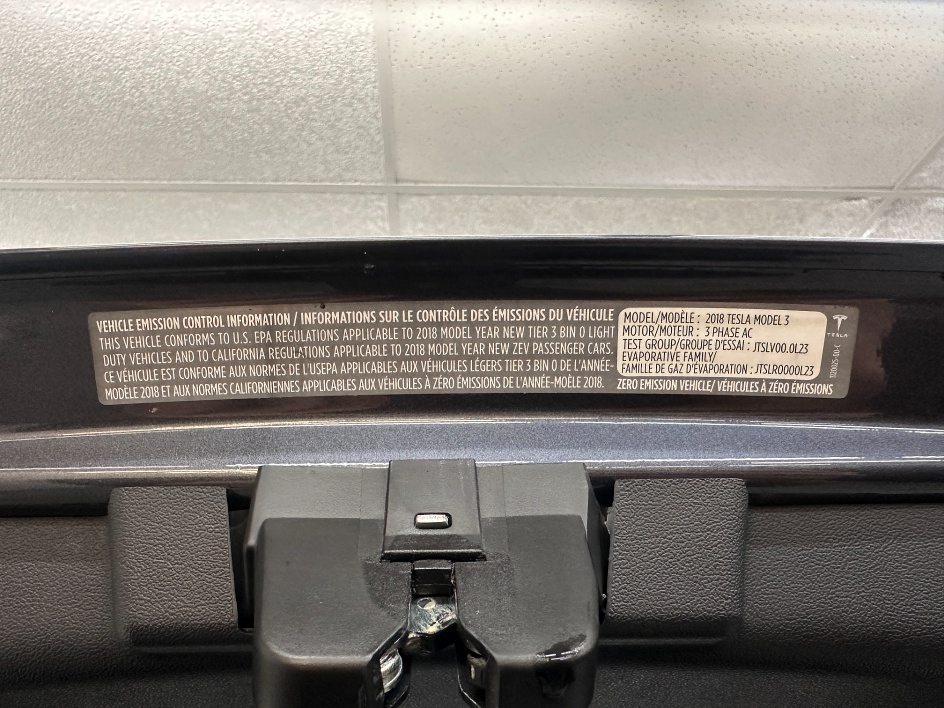 VEHICLE EMISSION CONTROL INFORMATION / INFORMATIONS SUR LE CONTRÔLE DES ÉMISSIONS DU VÉHICULE
THIS VEHICLE CONFORMS TO U.S. EPA REGULATIONS APPLICABLE TO 2018 MODEL YEAR NEW TIER 3 BIN 0 LIGHT
DUTY VEHICLES AND TO CALIFORNIA REGULATIONS APPLICABLE TO 2018 MODEL YEAR NEW ZEV PASSENGER CARS.
CE VÉHICULE EST CONFORME AUX NORMES DE L'USEPA APPLICABLES AUX VÉHICULES LÉGERS TIER 3 BIN 0 DE L'ANNÉE-
MODÈLE 2018 ET AUX NORMES CALIFORNIENNES APPLICABLES AUX VÉHICULES À ZÉRO ÉMISSIONS DE L'ANNÉE-MOÈLE 2018.
MODEL/MODÈLE : 2018 TESLA MODEL 3
MOTOR/MOTEUR : 3 PHASE AC
TEST GROUP/GROUPE D'ESSAI : JTSLV00.0L23
EVAPORATIVE FAMILY/
FAMILLE DE GAZ D'ÉVAPORATION : JTSLR0000L23
ZERO EMISSION VEHICLE/ VÉHICULES À ZÉRO ÉMISSIONS
TESLA
1120025-00-C